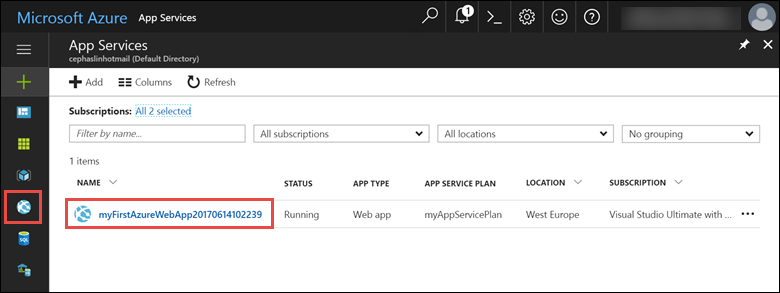 Microsoft Azure App Services
1
App Services
cephaslinhotmail (Default Directory)
Add Columns Refresh
Subscriptions: All 2 selected
Filter by name... All subscriptions All locations No grouping
1 items
NAME STATUS APP TYPE APP SERVICE PLAN LOCATION SUBSCRIPTION
myFirstAzureWebApp20170614102239 Running Web app myAppServicePlan West Europe Visual Studio Ultimate with ...
SQL